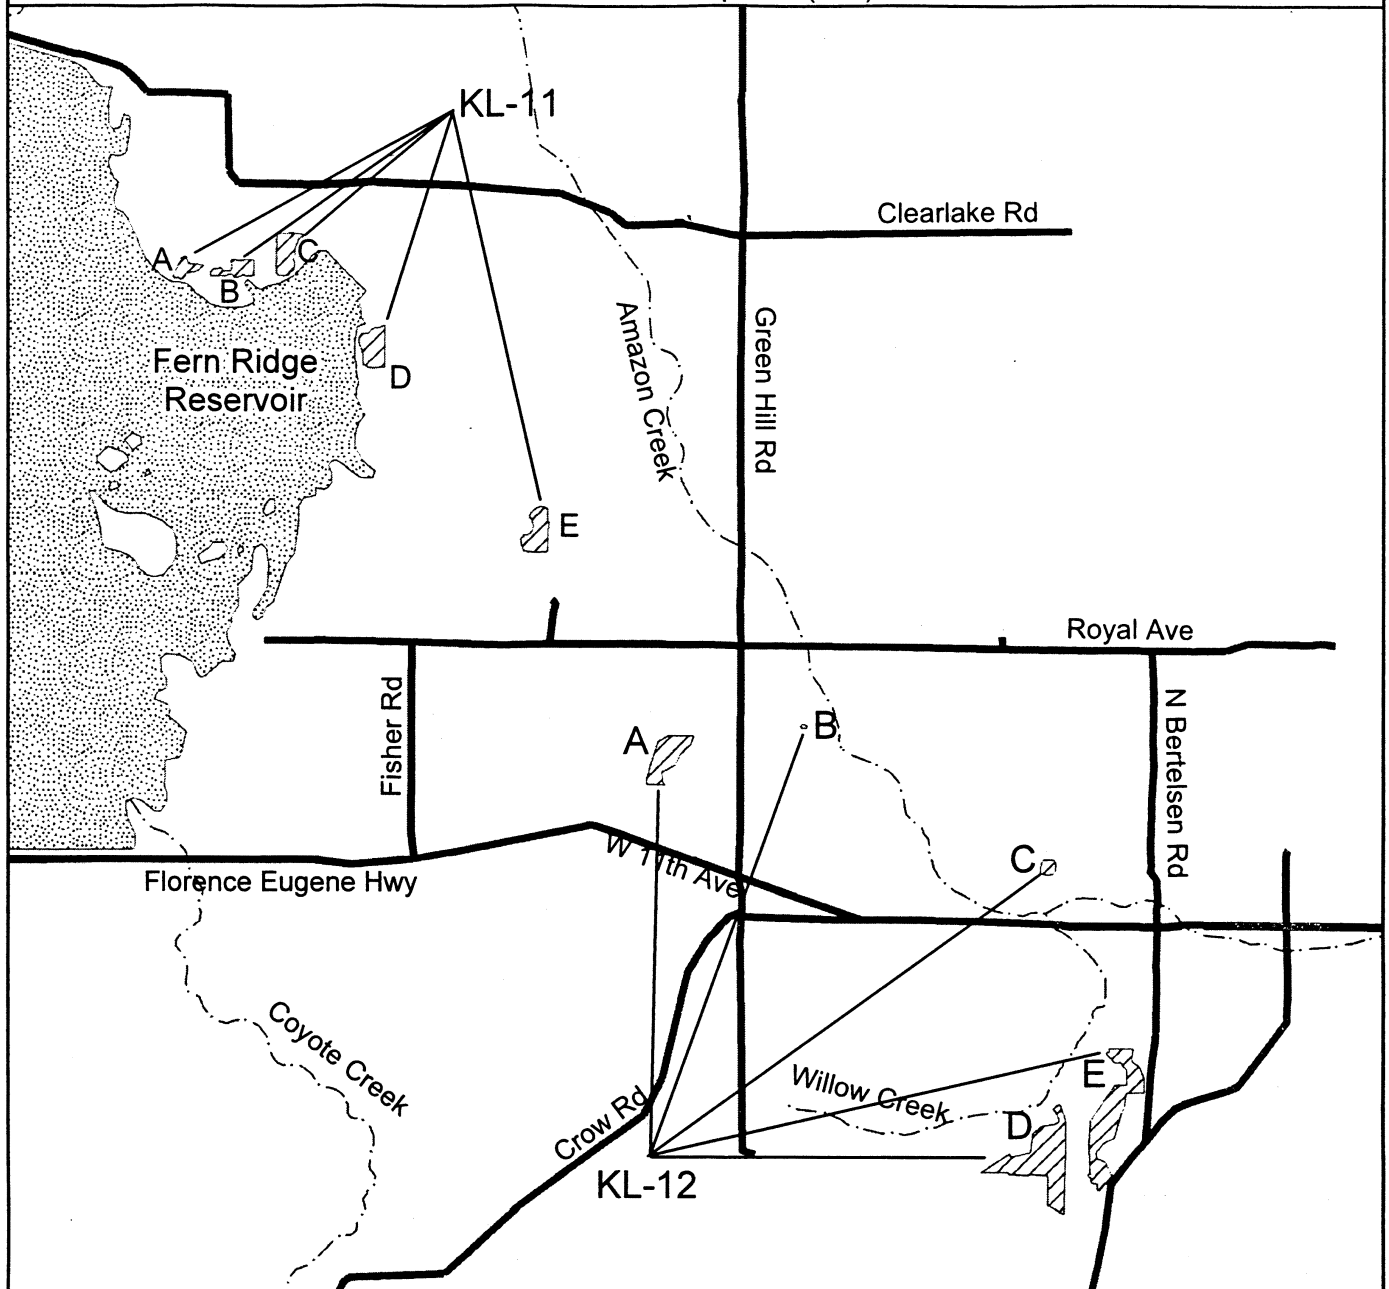 KL-11
Clearlake Rd
A
B
C
Fern Ridge
Reservoir
D
Amazon Creek
Green Hill Rd
E
Royal Ave
Fisher Rd
A
B
N Bertelsen Rd
W 11th Ave
C
Florence Eugene Hwy
Coyote Creek
Willow Creek
E
D
Crow Rd
KL-12